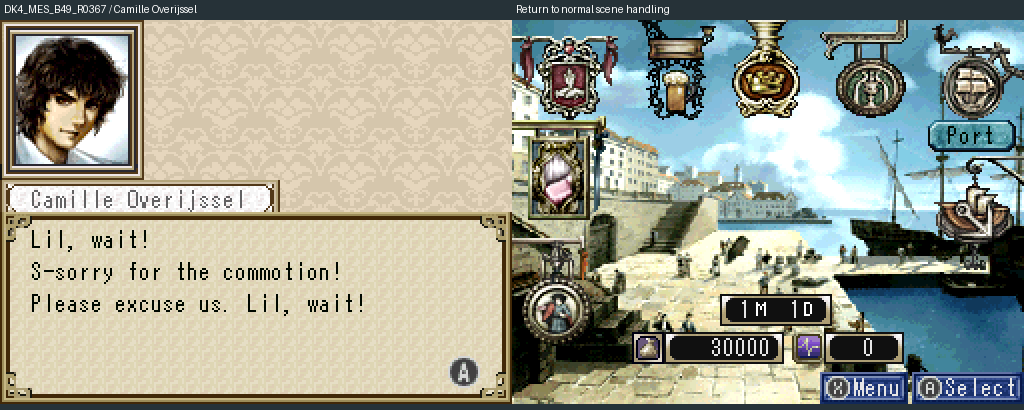 DK4_MES_B49_R0367 / Camille Overijssel
Return to normal scene handling
Camille Overijssel
Lil, wait!
S-sorry for the commotion!
Please excuse us. Lil, wait!
A
Port
1M 1D
30000
0
X Menu
A Select